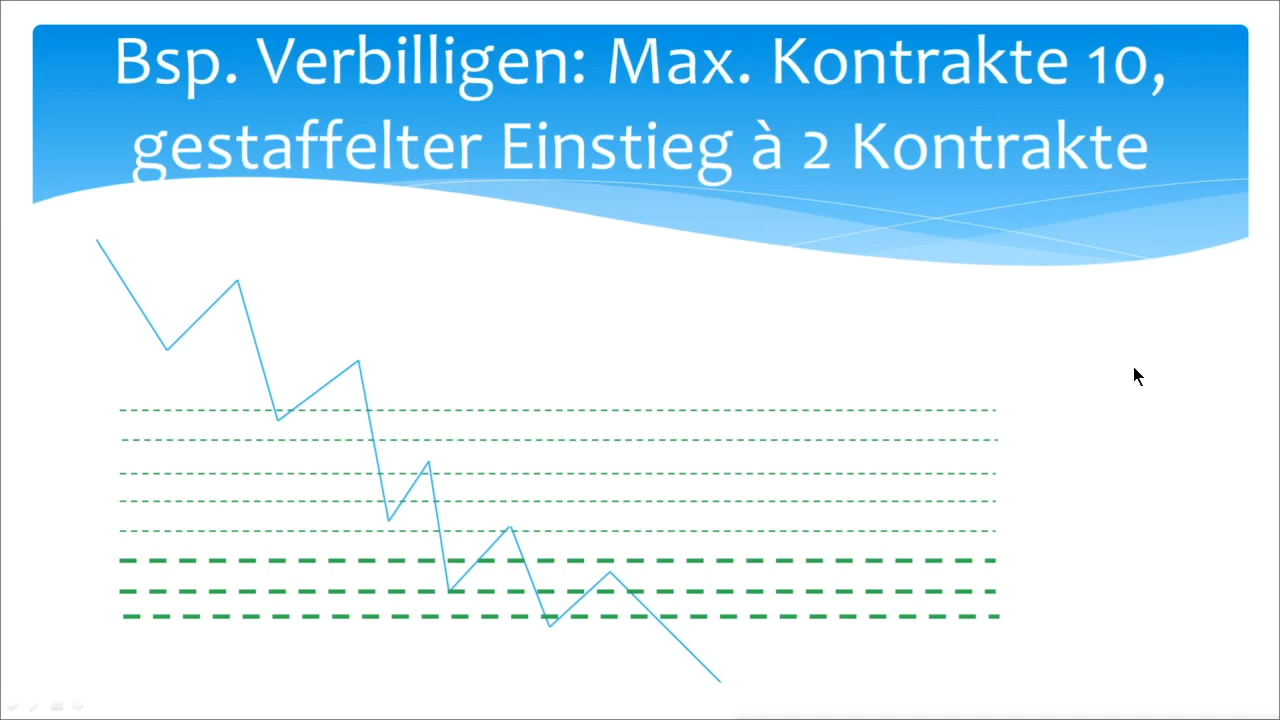 Bsp. Verbilligen: Max. Kontrakte 10,
gestaffelter Einstieg à 2 Kontrakte